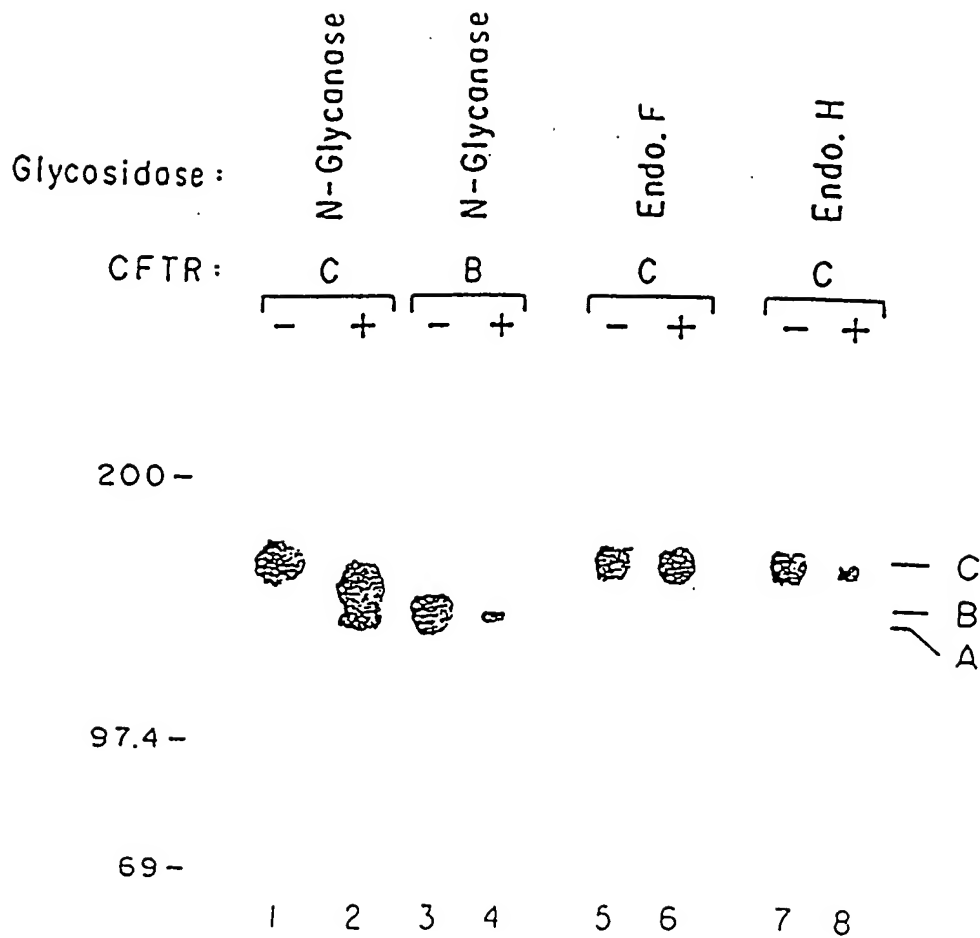 N-Glycanase N-Glycanase Endo. F Endo. H
Glycosidase:
CFTR: C B C C
- + - + - + - +
200-
C
B
A
97.4-
69-
1 2 3 4 5 6 7 8